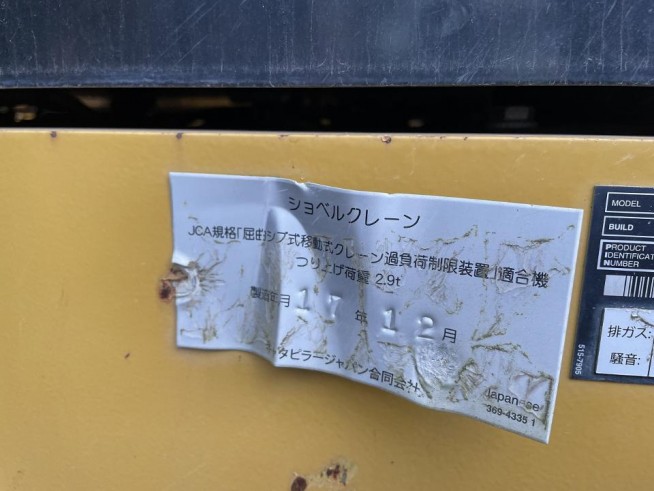 ショベルクレーン
JCA規格「屈曲ジブ式移動式クレーン過負荷制限装置」適合機
つり上げ荷重 2.9t
製造年月 17 年 12 月
キャタピラージャパン合同会社
Japanese
369-4335 1
MODEL
BUILD
PRODUCT
NUMBER
排ガス:
騒音:
515-7905